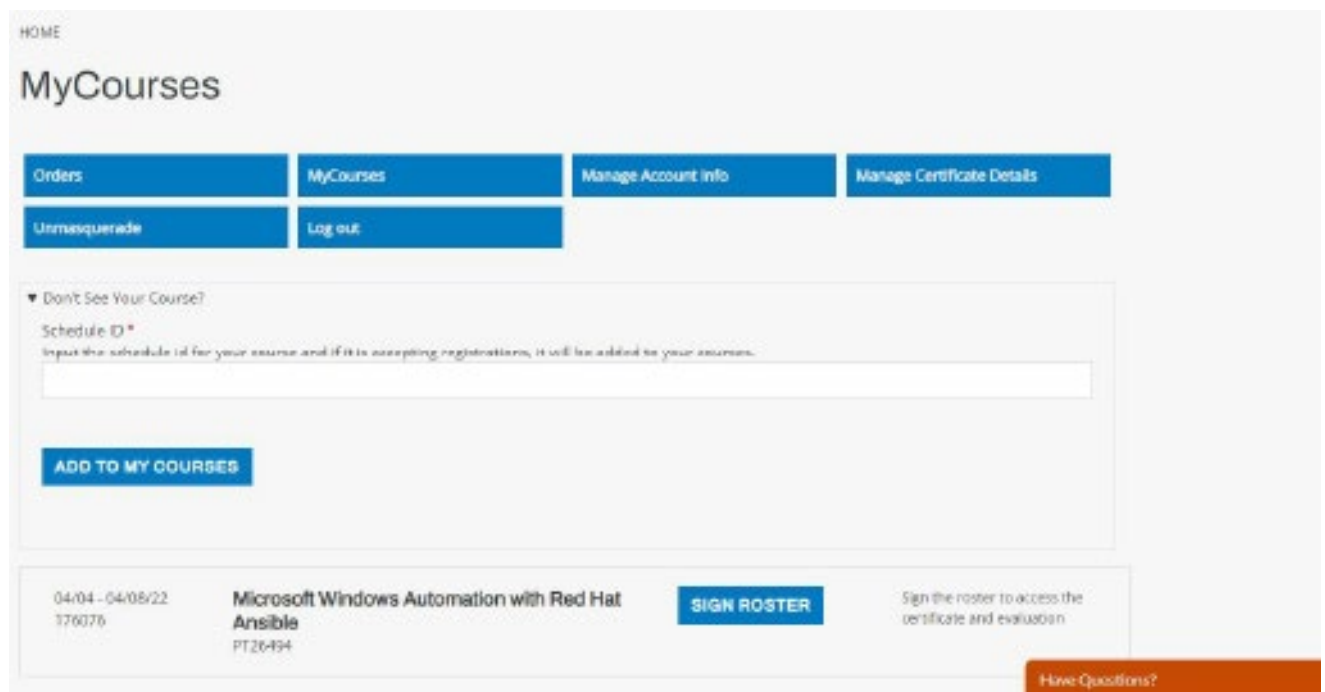 HOME
MyCourses
Orders
MyCourses
Manage Account Info
Manage Certificate Details
Unmasquerade
Log out
▼ Don't See Your Course?
Schedule ID *
Input the schedule id for your course and if it is accepting registrations, it will be added to your courses.
ADD TO MY COURSES
04/04 - 04/08/22
176076
Microsoft Windows Automation with Red Hat
Ansible
PT26494
SIGN ROSTER
Sign the roster to access the
certificate and evaluation
Have Questions?